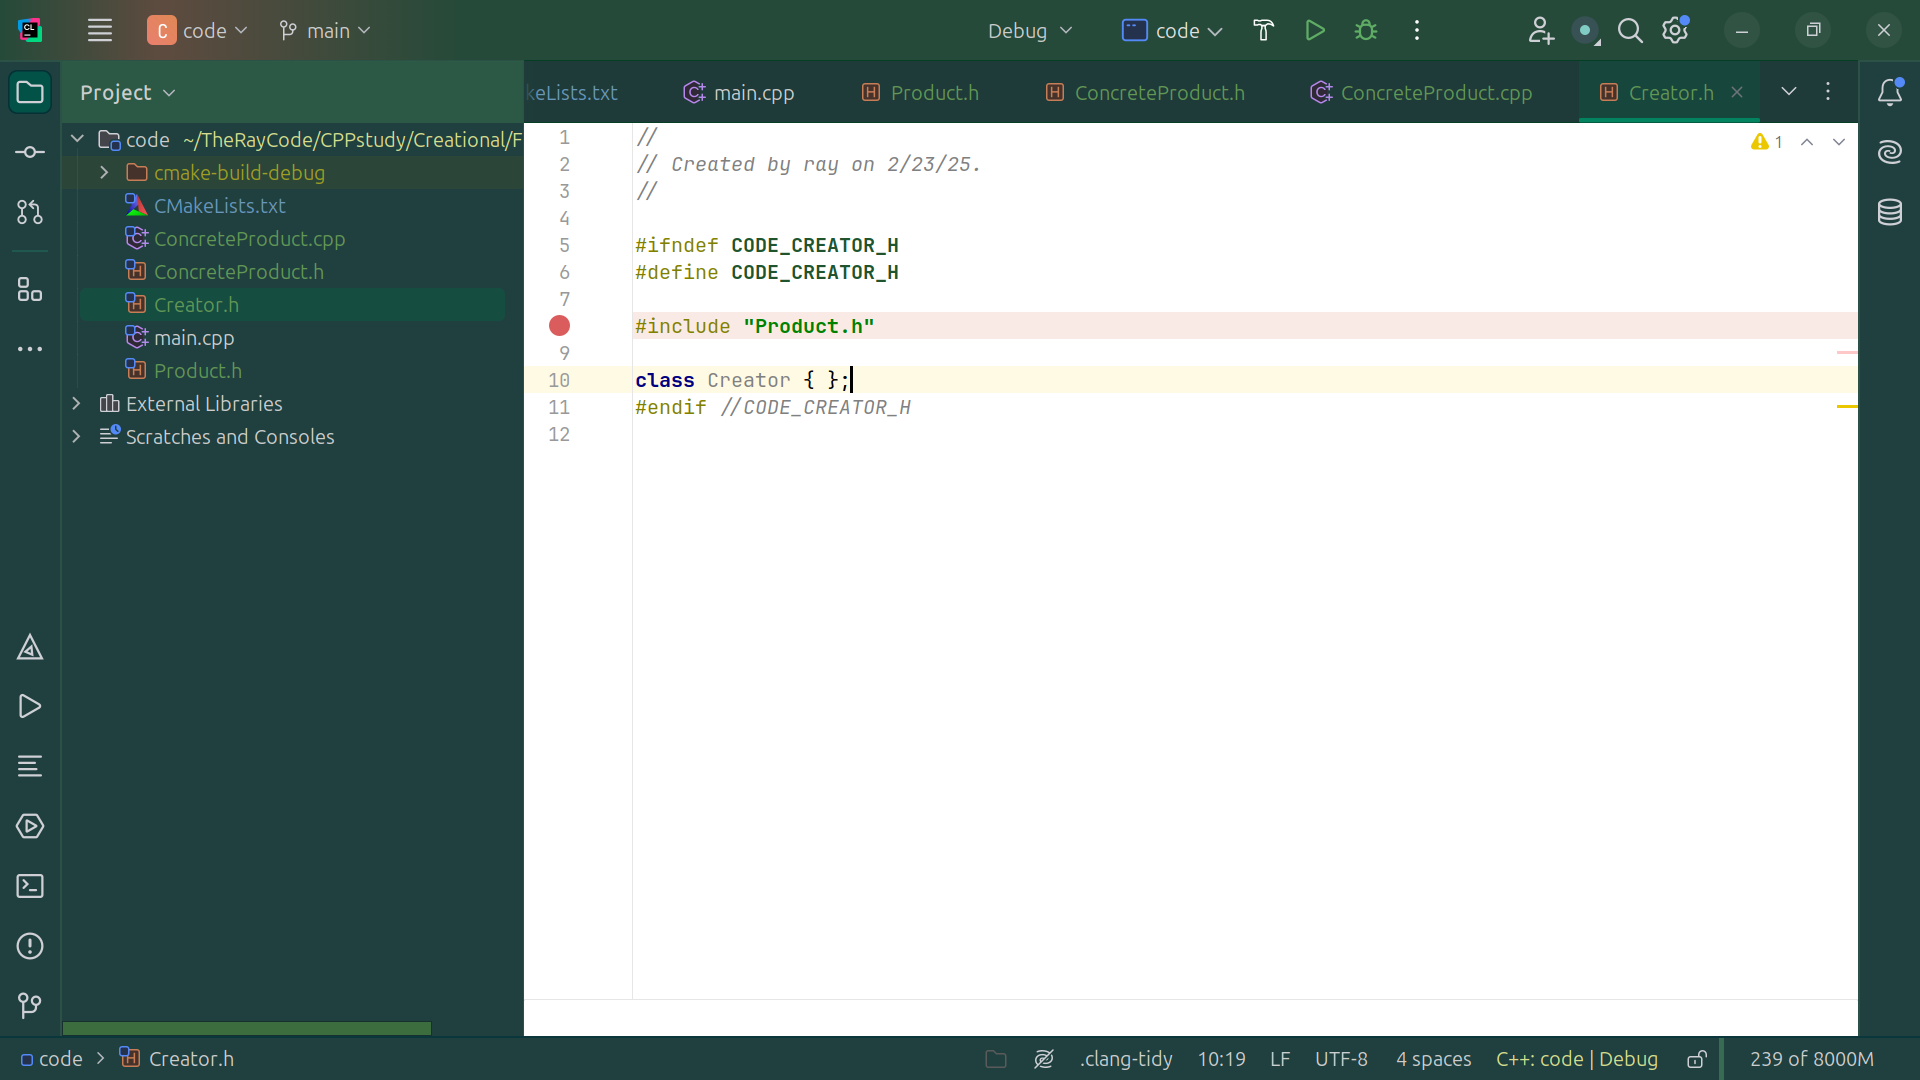 CL
C code main Debug code
Project
keLists.txt main.cpp Product.h ConcreteProduct.h ConcreteProduct.cpp Creator.h
code ~/TheRayCode/CPPstudy/Creational/F
cmake-build-debug
CMakeLists.txt
ConcreteProduct.cpp
ConcreteProduct.h
Creator.h
main.cpp
Product.h
External Libraries
Scratches and Consoles
1 //
2 // Created by ray on 2/23/25.
3 //
4
5 #ifndef CODE_CREATOR_H
6 #define CODE_CREATOR_H
7
#include "Product.h"
9
10 class Creator { };
11 #endif //CODE_CREATOR_H
12
1
code > Creator.h
.clang-tidy 10:19 LF UTF-8 4 spaces C++: code | Debug 239 of 8000M